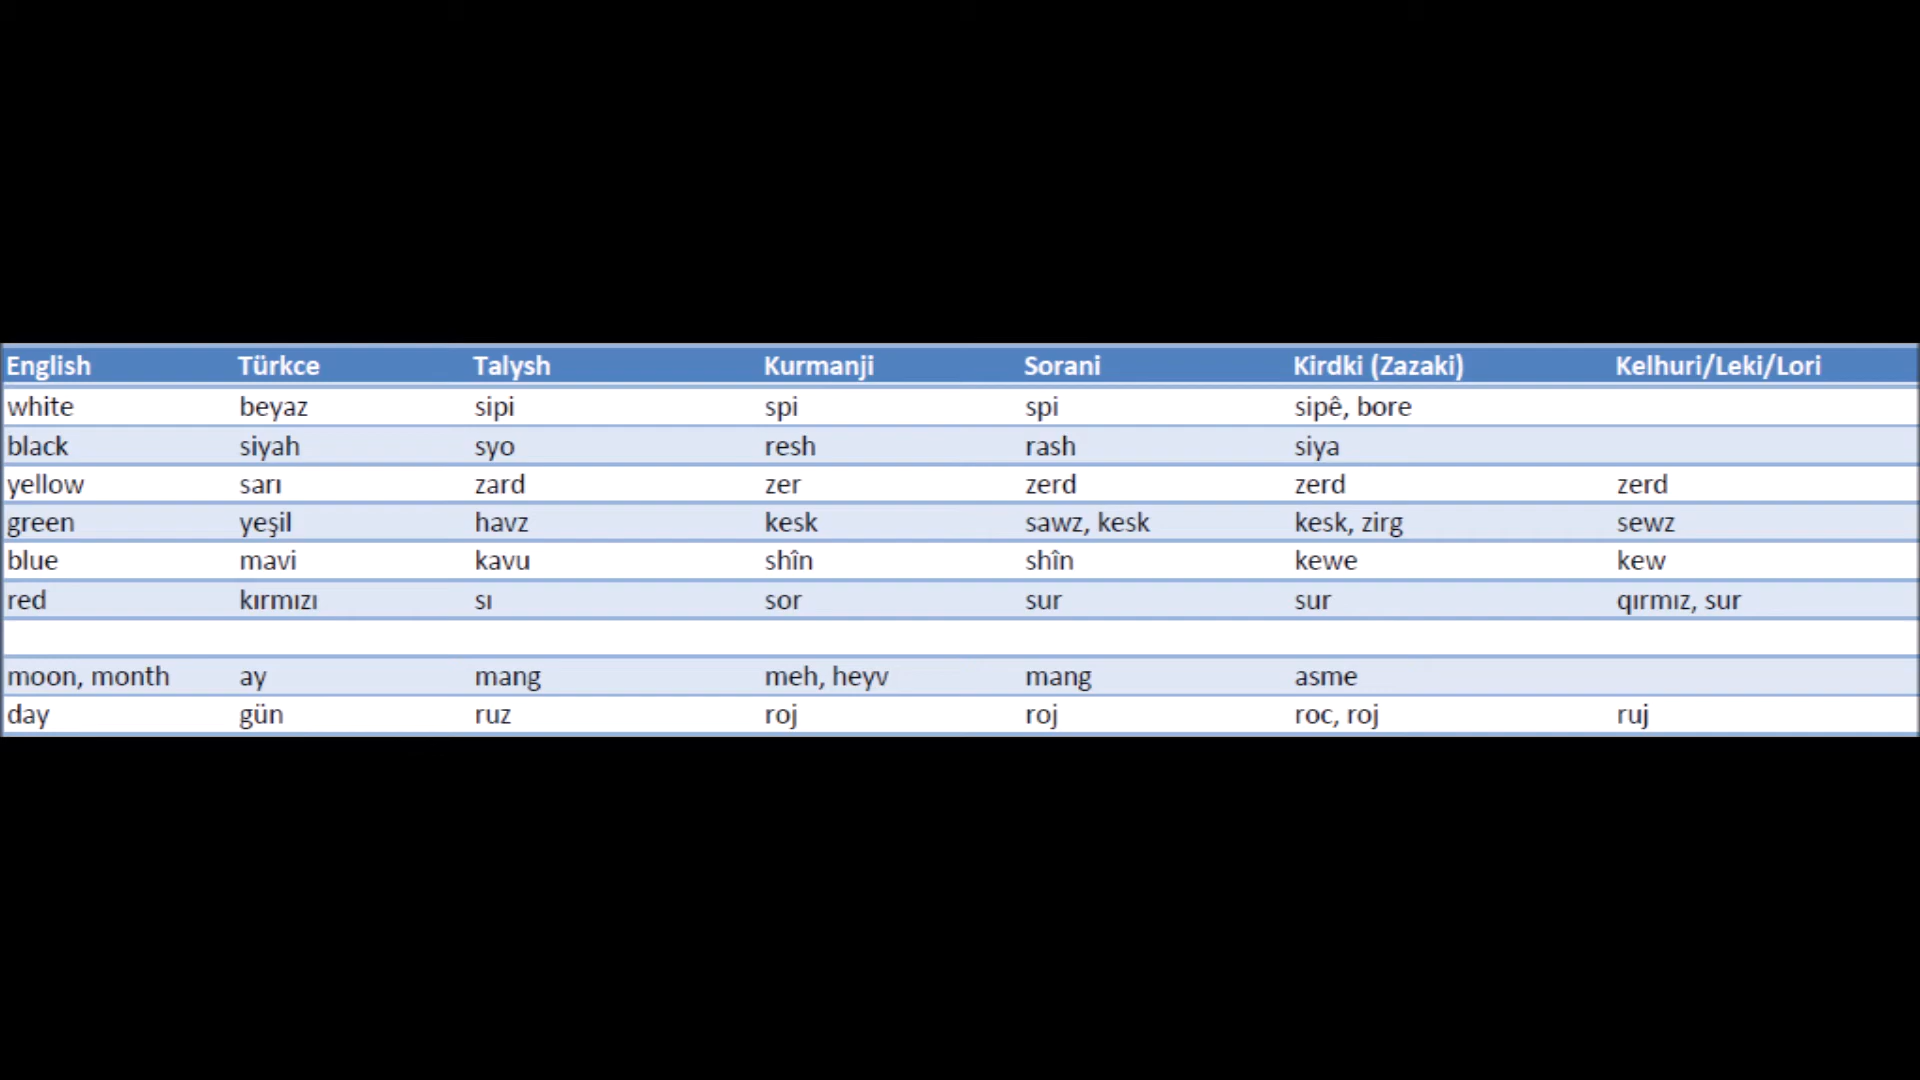 English Türkce Talysh Kurmanji Sorani Kirdki (Zazaki) Kelhuri/Leki/Lori
white beyaz sipi spi spi sipê, bore
black siyah syo resh rash siya
yellow sarı zard zer zerd zerd zerd
green yeşil havz kesk sawz, kesk kesk, zirg sewz
blue mavi kavu shîn shîn kewe kew
red kırmızı sı sor sur sur qırmız, sur
moon, month ay mang meh, heyv mang asme
day gün ruz roj roj roc, roj ruj